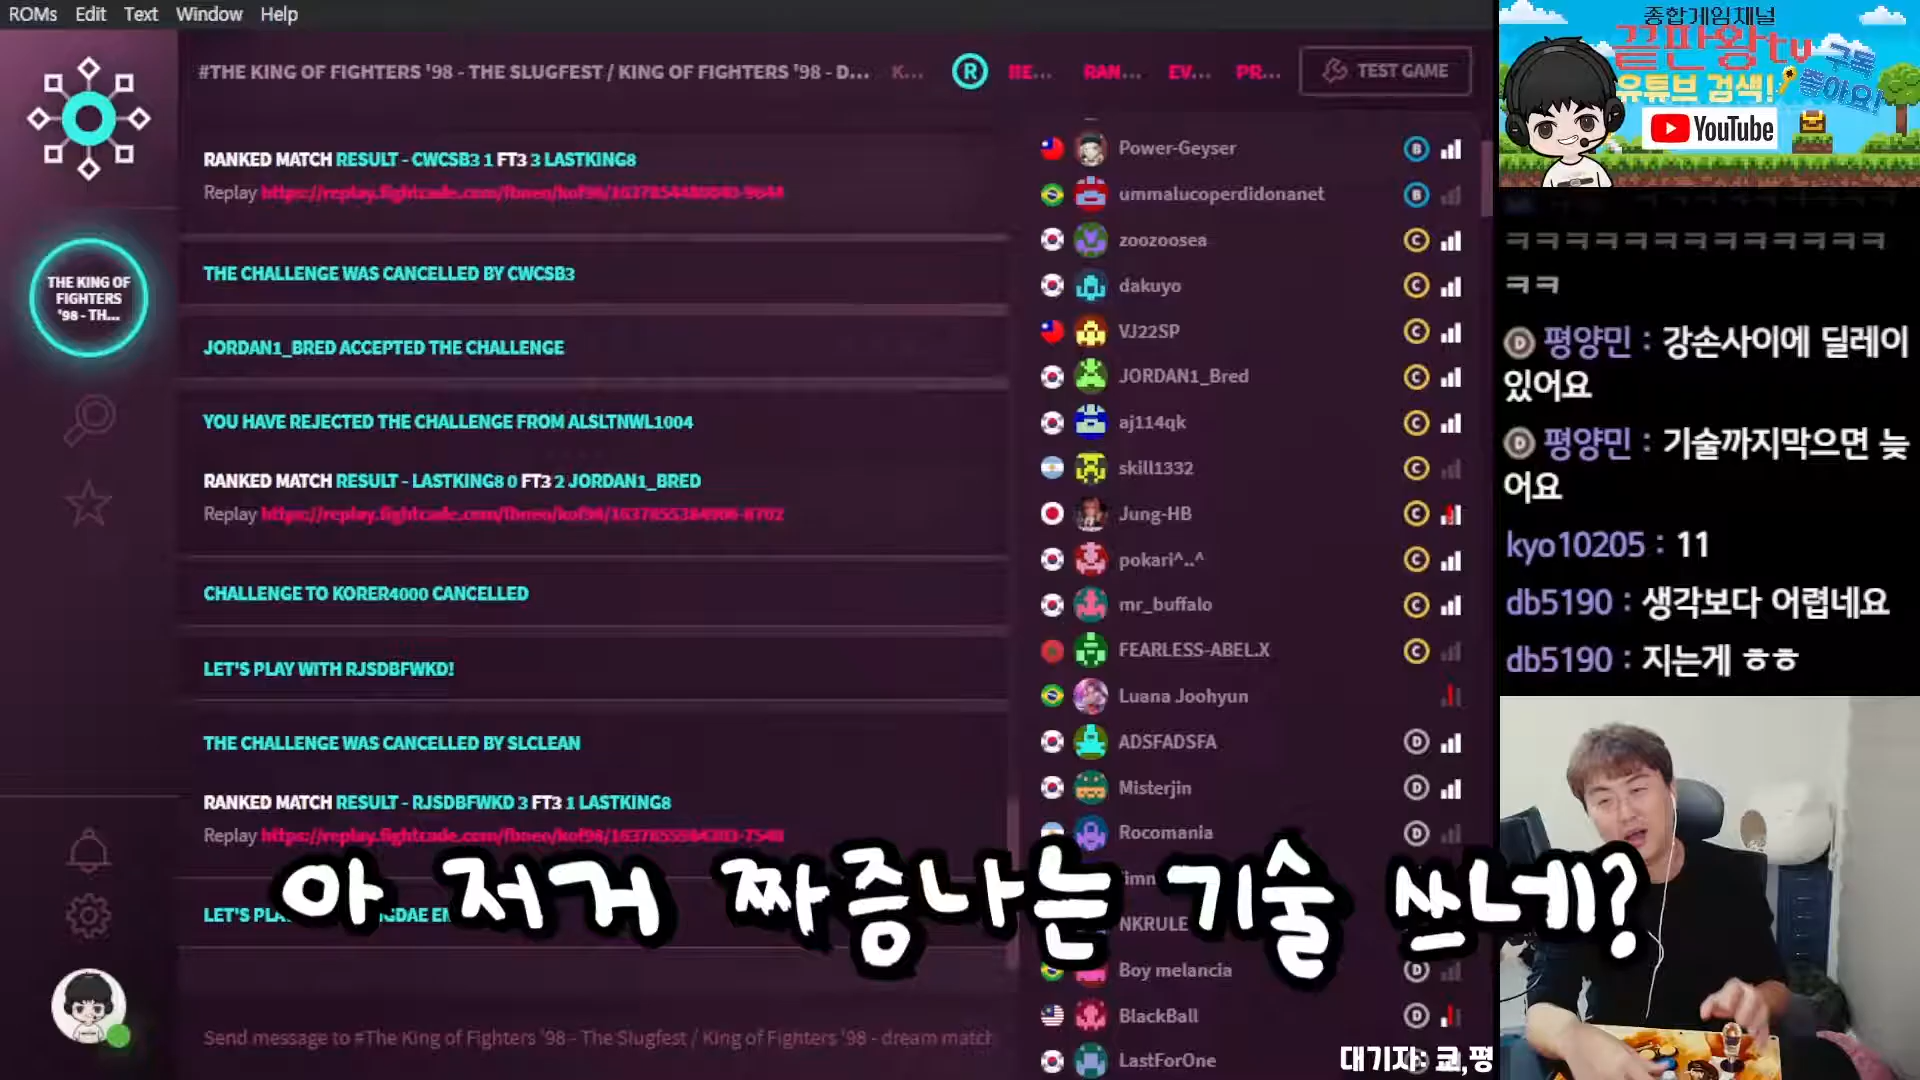 ROMs Edit Text Window Help
#THE KING OF FIGHTERS '98 - THE SLUGFEST / KING OF FIGHTERS '98 - D...
K...
R
RAN...
EV...
PR...
TEST GAME
THE KING OF
FIGHTERS
'98 - TH...
RANKED MATCH RESULT - CWCSB3 1 FT3 3 LASTKING8
Replay
THE CHALLENGE WAS CANCELLED BY CWCSB3
JORDAN1_BRED ACCEPTED THE CHALLENGE
YOU HAVE REJECTED THE CHALLENGE FROM ALSLTNWL1004
RANKED MATCH RESULT - LASTKING8 0 FT3 2 JORDAN1_BRED
Replay
CHALLENGE TO KORER4000 CANCELLED
LET'S PLAY WITH RJSDBFWKD!
THE CHALLENGE WAS CANCELLED BY SLCLEAN
RANKED MATCH RESULT - RJSDBFWKD 3 FT3 1 LASTKING8
Replay
Send message to #The King of Fighters '98 - The Slugfest / King of Fighters '98 - dream match
Power-Geyser B
ummalucoperdidonanet B
zoozoosea C
dakuyo C
VJ22SP C
JORDAN1_Bred C
aj114qk C
skill1332 C
Jung-HB C
pokari^..^ C
mr_buffalo C
FEARLESS-ABEL.X C
Luana Joohyun
ADSFADSFA D
Misterjin D
Rocomania D
NKRULE
Boy melancia D
BlackBall D
LastForOne
아 저거 짜증나는 기술 쓰네?
대기자: 쿄,평
종합게임채널
끝판왕tv
유튜브 검색!
구독
좋아요!
YouTube
ㅋㅋㅋㅋㅋㅋㅋㅋㅋㅋㅋㅋㅋ
ㅋㅋ
D 평양민 : 강손사이에 딜레이
있어요
D 평양민 : 기술까지막으면 늦
어요
kyo10205 : 11
db5190 : 생각보다 어렵네요
db5190 : 지는게 ㅎㅎ